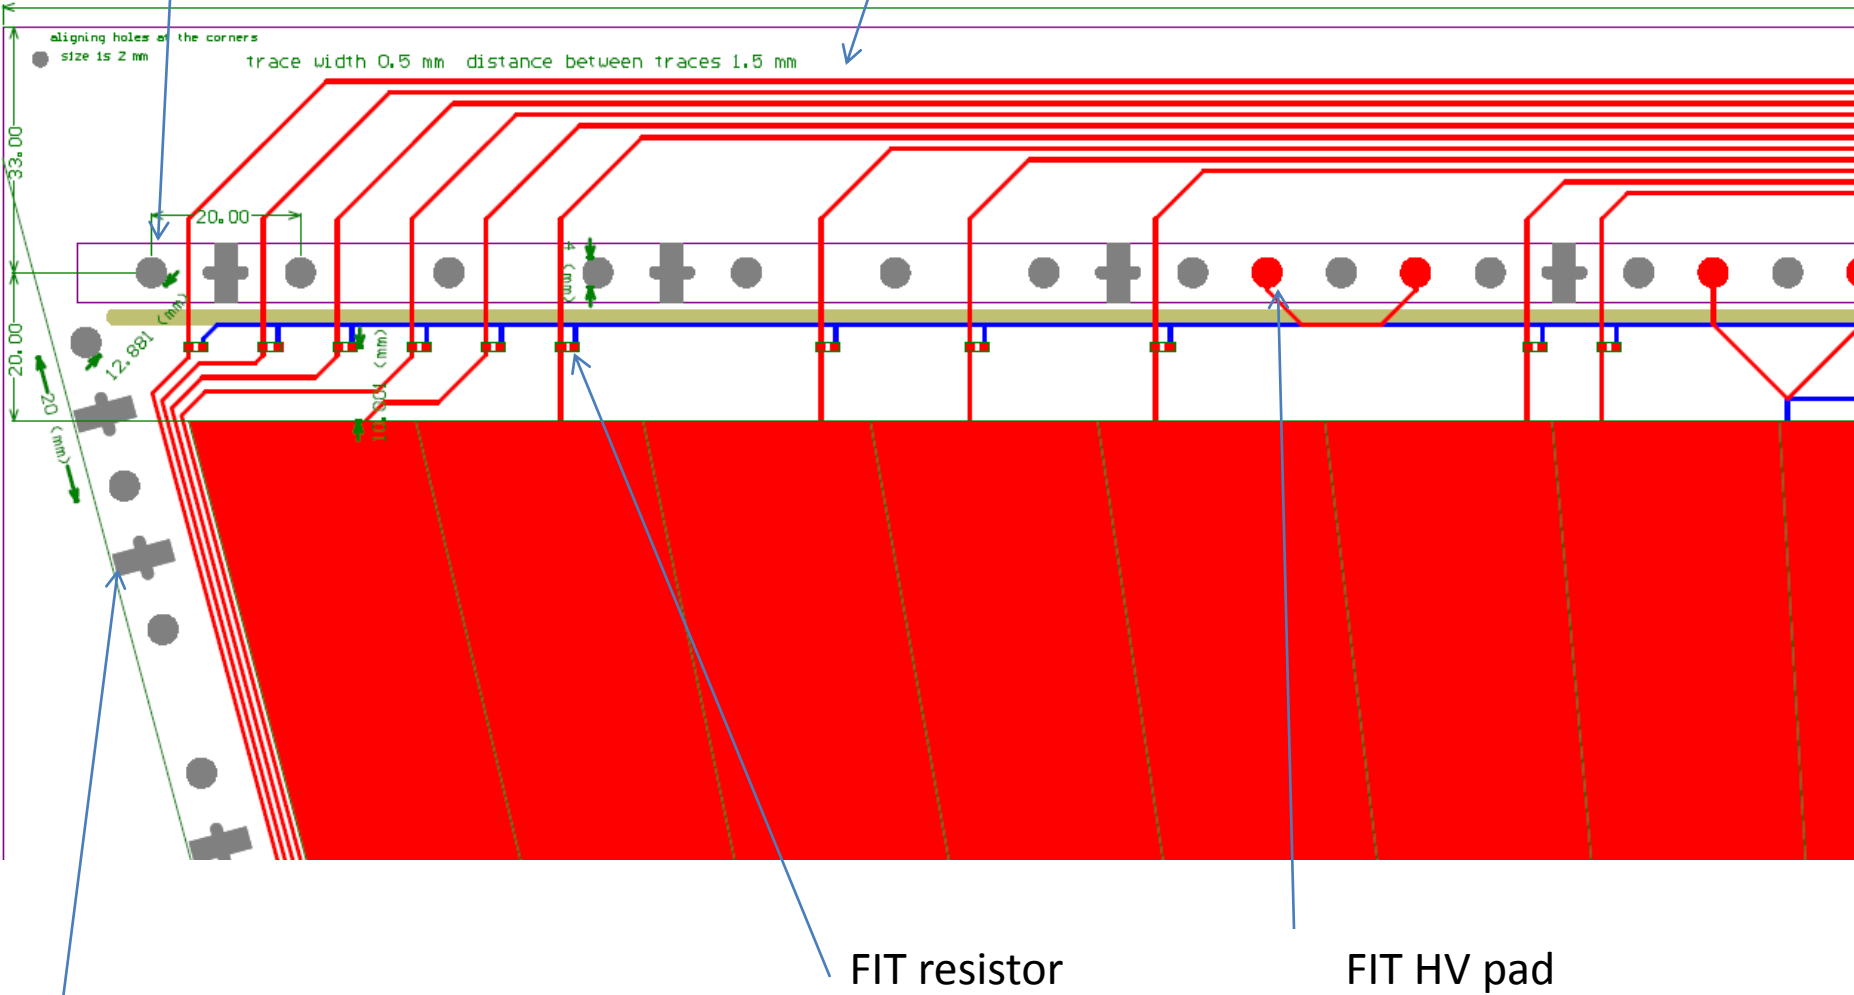 aligning holes at the corners
size is 2 mm
trace width 0.5 mm distance between traces 1.5 mm
33.00
20.00
4 (mm)
12.881 (mm)
20.00
20 (mm)
(mm)
FIT resistor
FIT HV pad